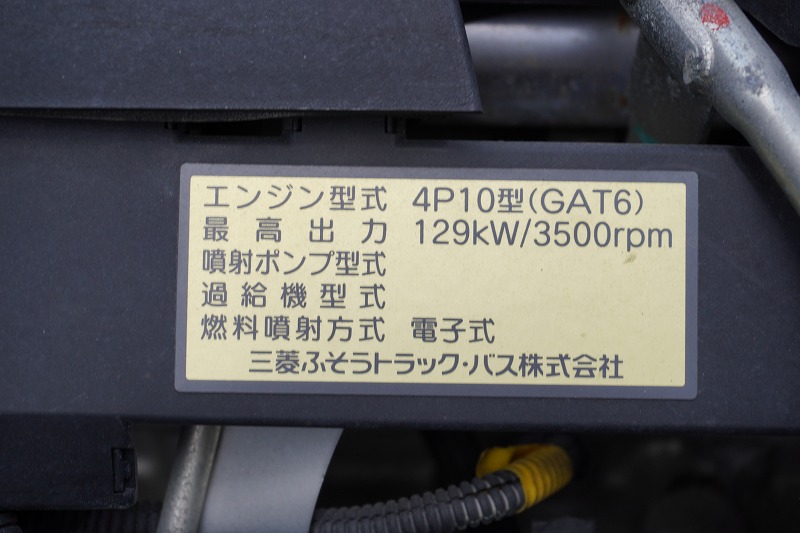 エンジン型式 4P10型(GAT6)
最高出力 129kW/3500rpm
噴射ポンプ型式
過給機型式
燃料噴射方式 電子式
三菱ふそうトラック・バス株式会社